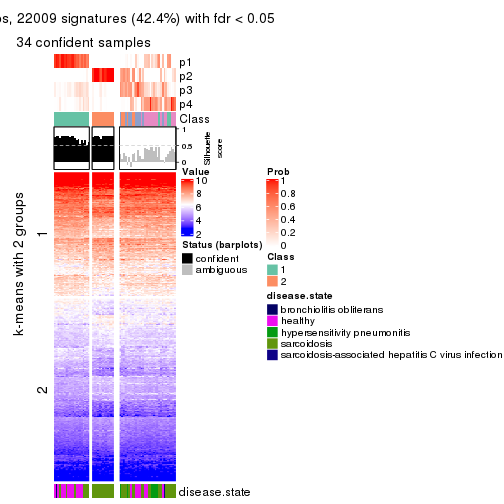 s, 22009 signatures (42.4%) with fdr < 0.05
34 confident samples
p1
p2
p3
p4
Class
1
0.5
0
Silhouette
score
k-means with 2 groups
1
2
Value
10
8
6
4
2
Status (barplots)
confident
ambiguous
Prob
1
0.8
0.6
0.4
0.2
0
Class
1
2
disease.state
bronchiolitis obliterans
healthy
hypersensitivity pneumonitis
sarcoidosis
sarcoidosis-associated hepatitis C virus infection
disease.state